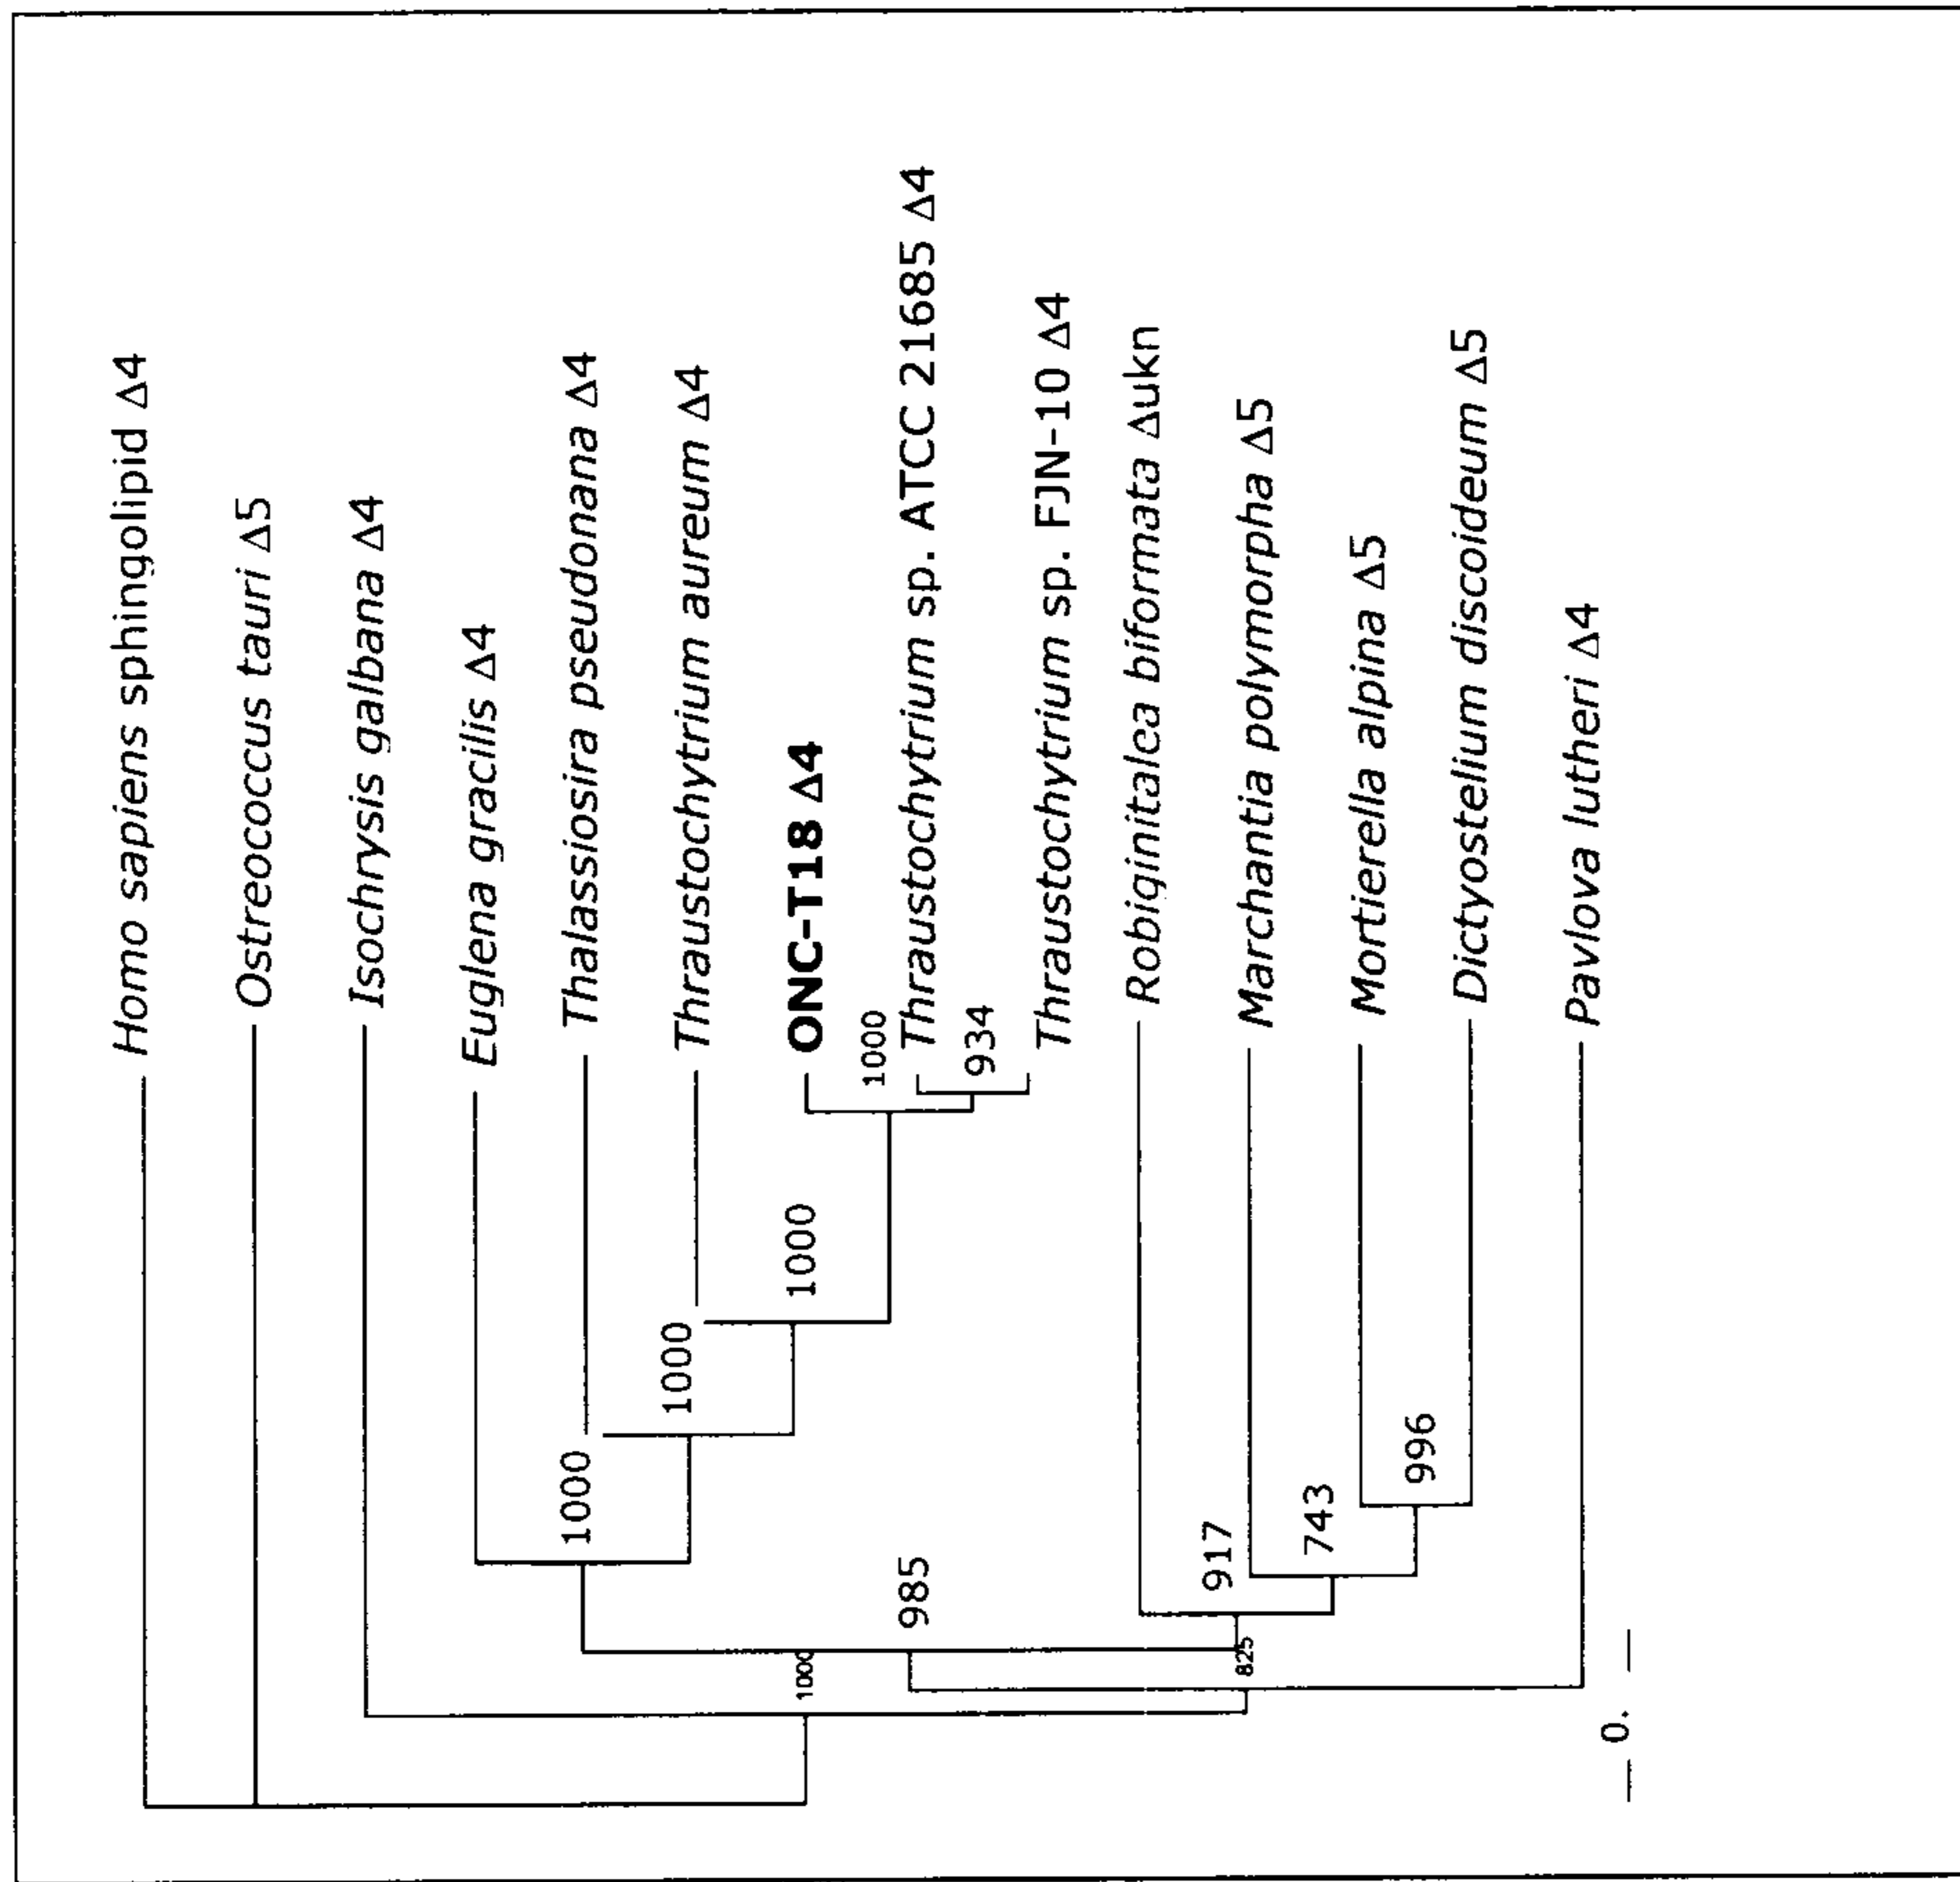 Homo sapiens sphingolipid Δ4
Ostreococcus tauri Δ5
Isochrysis galbana Δ4
Euglena gracilis Δ4
1000
Thalassiosira pseudonana Δ4
1000
Thraustochytrium aureum Δ4
1000
ONC-T18 Δ4
1000
Thraustochytrium sp. ATCC 21685 Δ4
934
Thraustochytrium sp. FJN-10 Δ4
1000
985
Robiginitalea biformata Δukn
917
825
Marchantia polymorpha Δ5
743
Mortierella alpina Δ5
996
Dictyostelium discoideum Δ5
Pavlova lutheri Δ4
0.